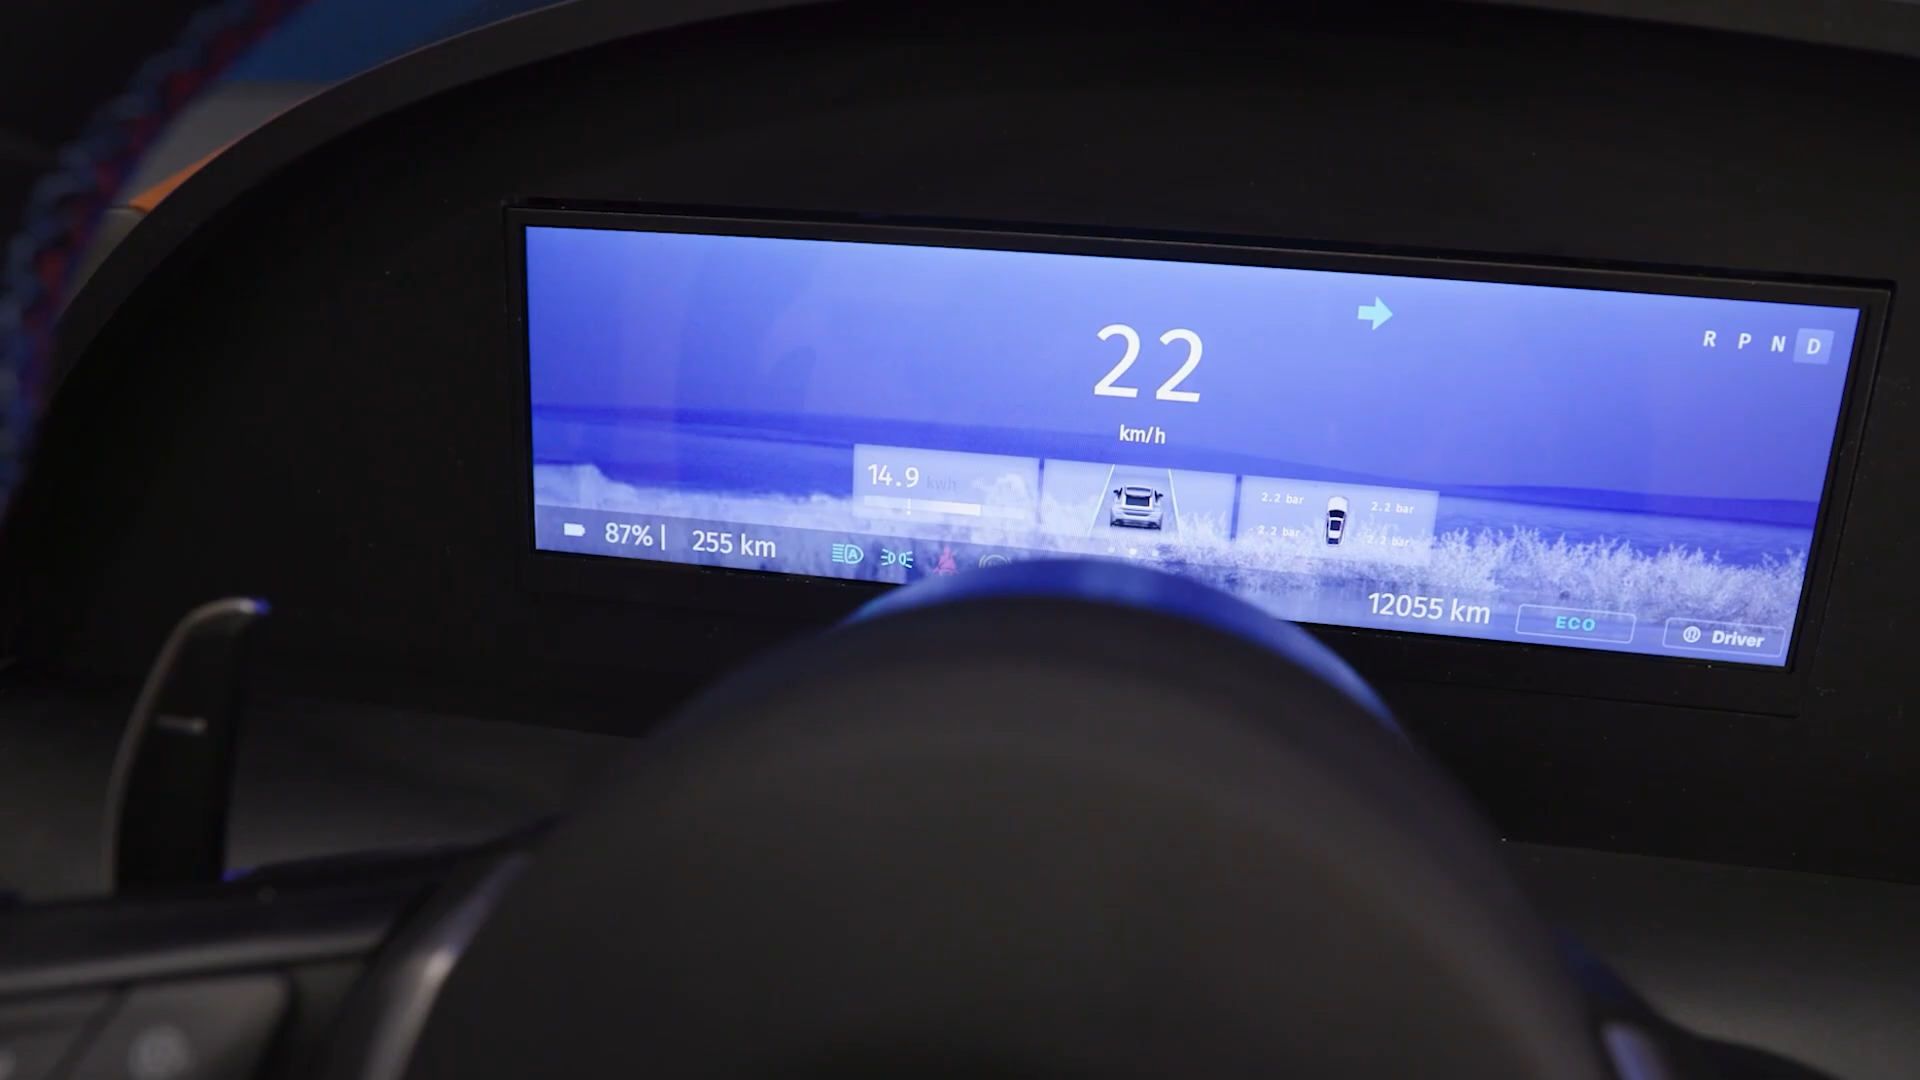 22
km/h
R P N D
14.9 kwh
2.2 bar 2.2 bar
2.2 bar 2.2 bar
87% | 255 km
A
12055 km
ECO
Driver